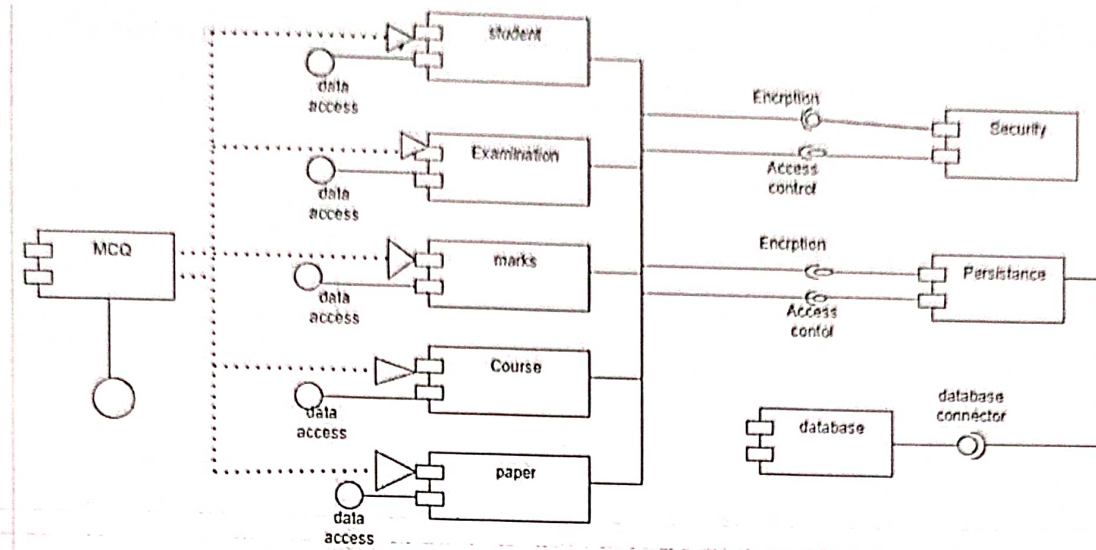 student
data
access
Encrption
Security
Examination
data
access
Access
control
MCQ
marks
data
access
Encrption
Persistance
Access
contol
Course
data
access
database
connector
database
paper
data
access